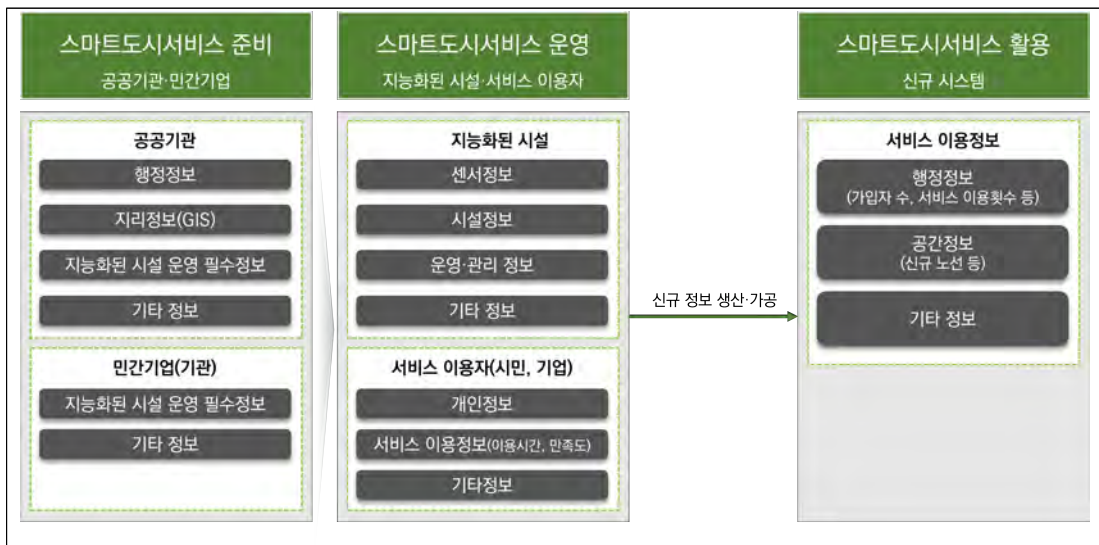 스마트도시서비스 준비
공공기관·민간기업
공공기관
행정정보
지리정보(GIS)
지능화된 시설 운영 필수정보
기타 정보
민간기업(기관)
지능화된 시설 운영 필수정보
기타 정보
스마트도시서비스 운영
지능화된 시설·서비스 이용자
지능화된 시설
센서정보
시설정보
운영·관리 정보
기타 정보
서비스 이용자(시민, 기업)
개인정보
서비스 이용정보(이용시간, 만족도)
기타정보
신규 정보 생산·가공
스마트도시서비스 활용
신규 시스템
서비스 이용정보
행정정보
(가입자 수, 서비스 이용횟수 등)
공간정보
(신규 노선 등)
기타 정보